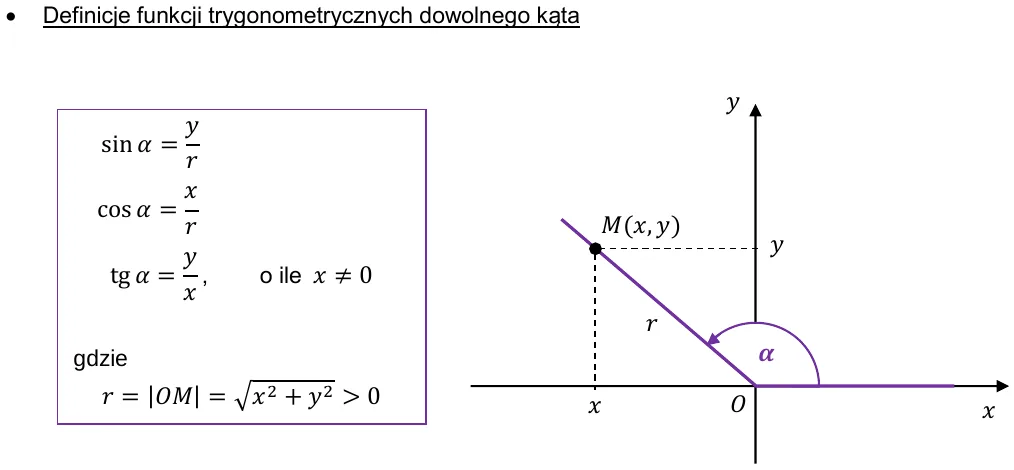 • Definicje funkcji trygonometrycznych dowolnego kąta
sin α = y/r
cos α = x/r
tg α = y/x, o ile x ≠ 0
gdzie
r = |OM| = √(x² + y²) > 0
y
M(x, y)
y
r
α
x
O
x